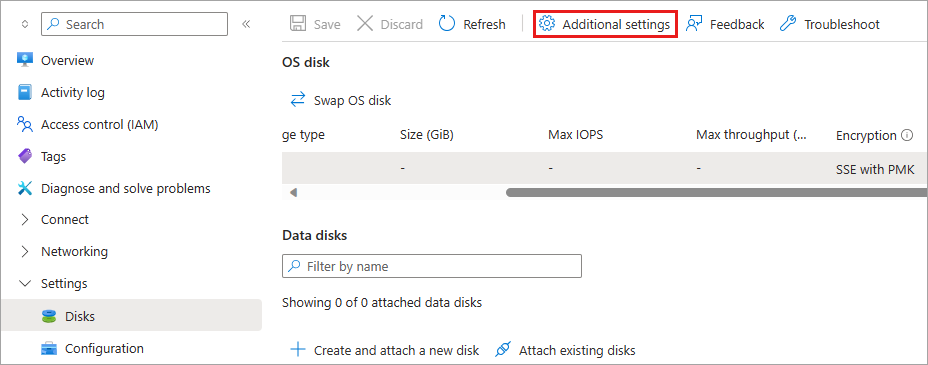 Search
Save
Discard
Refresh
Additional settings
Feedback
Troubleshoot
Overview
Activity log
Access control (IAM)
Tags
Diagnose and solve problems
Connect
Networking
Settings
Disks
Configuration
OS disk
Swap OS disk
ge type Size (GiB) Max IOPS Max throughput (... Encryption
- - - SSE with PMK
Data disks
Filter by name
Showing 0 of 0 attached data disks
Create and attach a new disk Attach existing disks